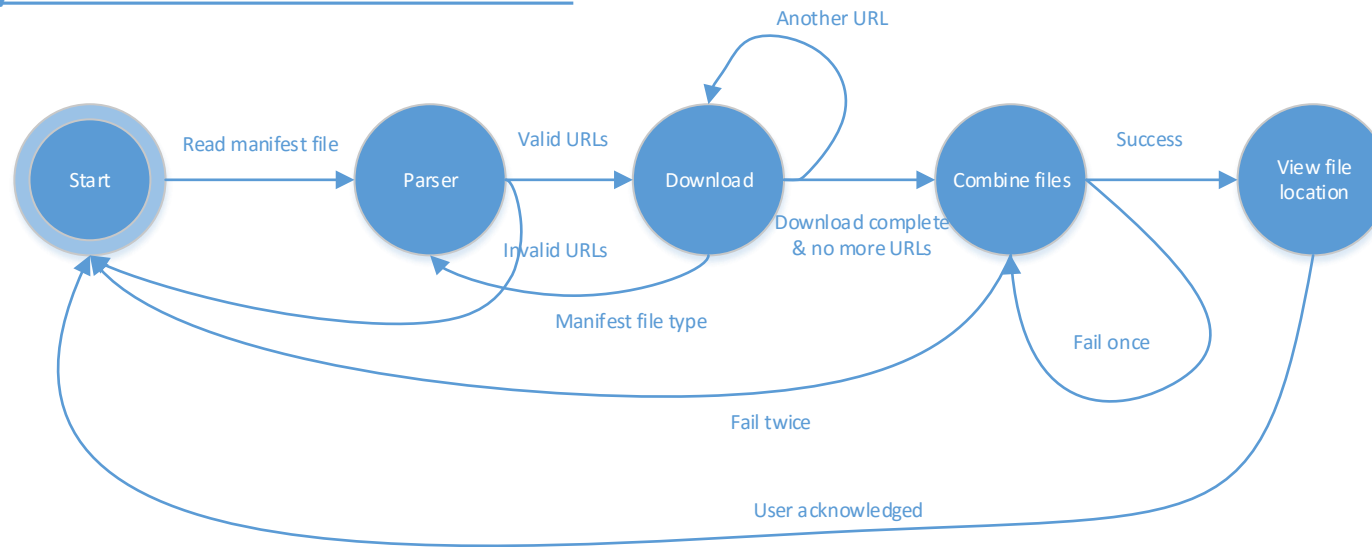 Another URL
Read manifest file
Valid URLs
Success
Start
Parser
Download
Combine files
View file
location
Download complete
& no more URLs
Invalid URLs
Manifest file type
Fail once
Fail twice
User acknowledged